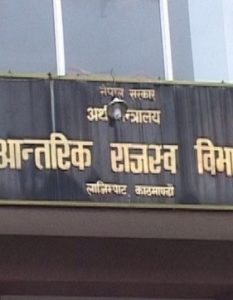 नेपाल सरकार
अर्थ मन्त्रालय
आन्तरिक राजस्व विभा
लाजिम्पाट, काठमाण्डौ